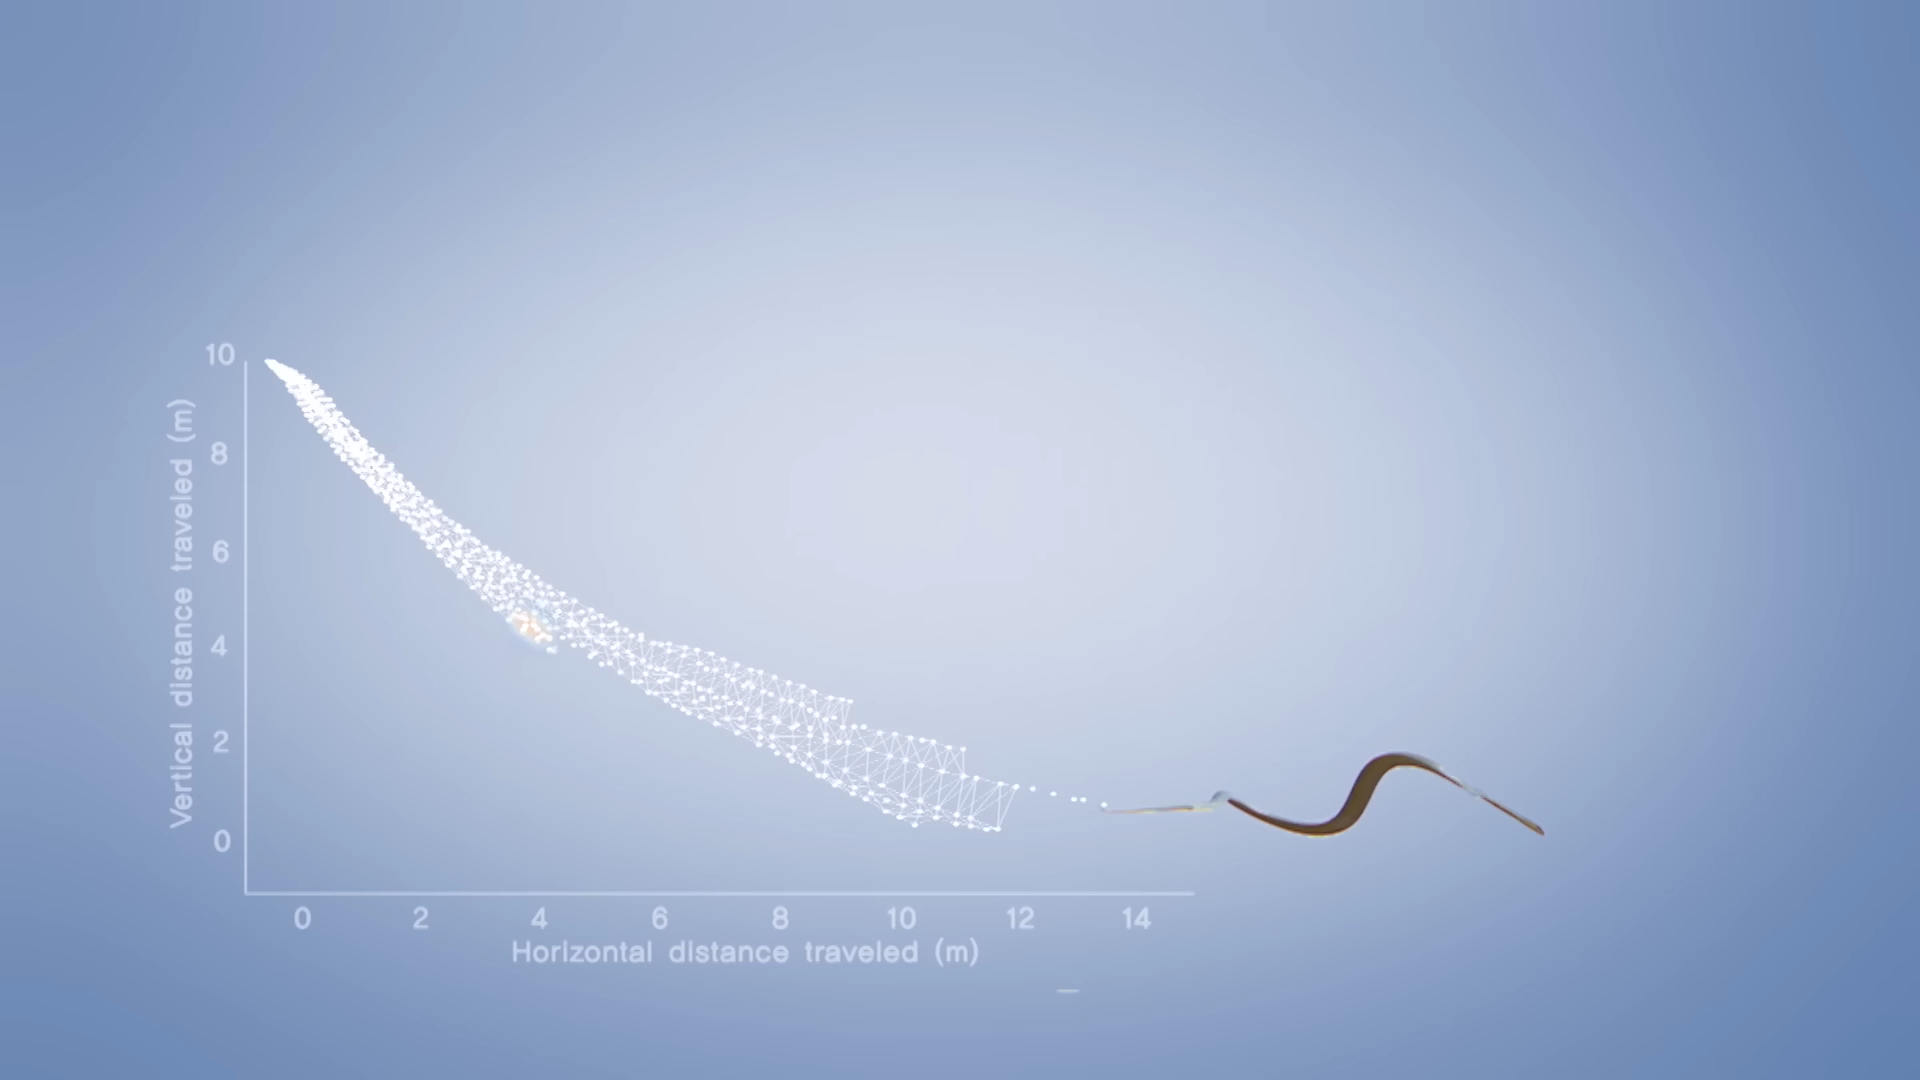 10
8
6
4
2
0
Vertical distance traveled (m)
0 2 4 6 8 10 12 14
Horizontal distance traveled (m)